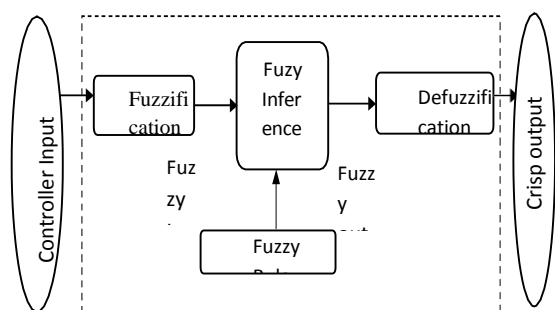 Controller Input
Fuzzifi
cation
Fuzy
Infer
ence
Defuzzifi
cation
Crisp output
Fuz
zy
Fuzz
y
Fuzzy